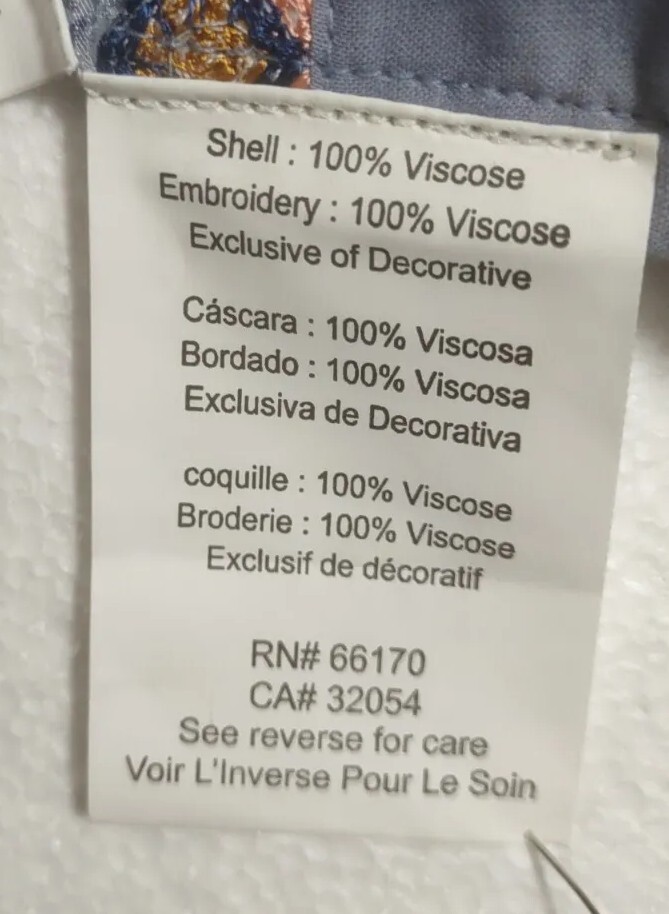 Shell : 100% Viscose
Embroidery : 100% Viscose
Exclusive of Decorative
Cáscara : 100% Viscosa
Bordado : 100% Viscosa
Exclusiva de Decorativa
coquille : 100% Viscose
Broderie : 100% Viscose
Exclusif de décoratif
RN# 66170
CA# 32054
See reverse for care
Voir L'Inverse Pour Le Soin